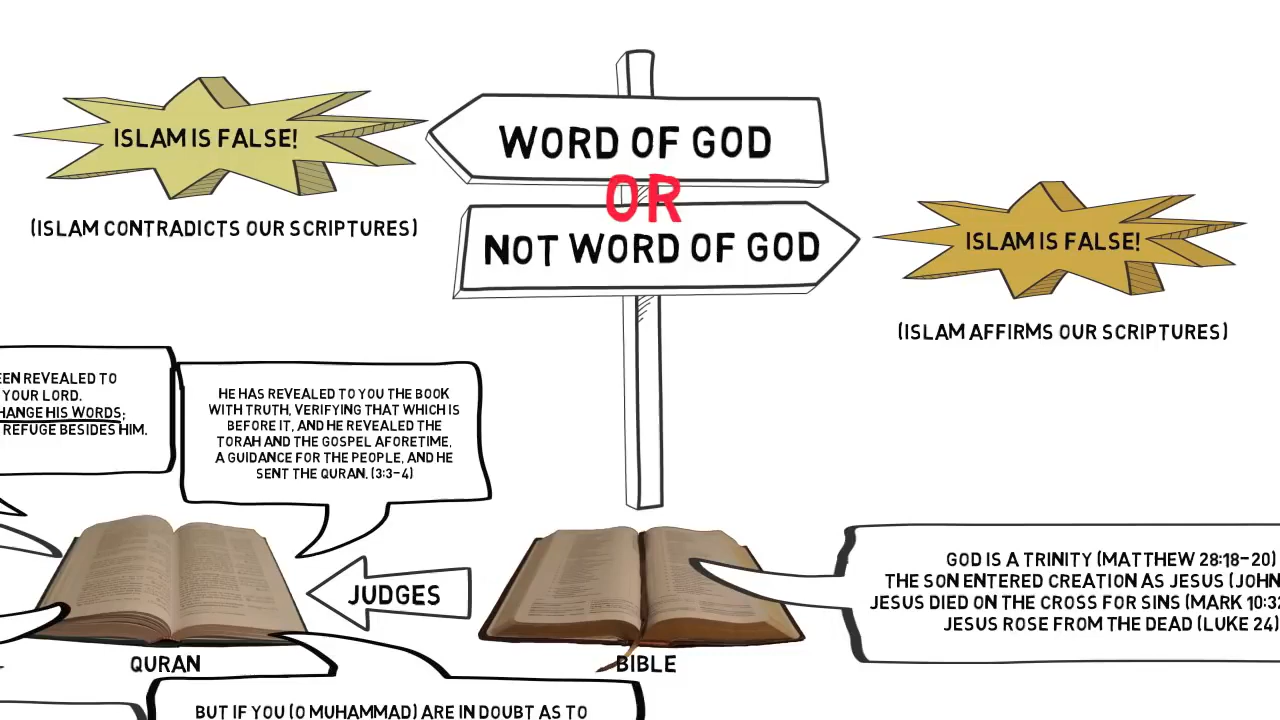 ISLAM IS FALSE!
(ISLAM CONTRADICTS OUR SCRIPTURES)
WORD OF GOD
OR
NOT WORD OF GOD
ISLAM IS FALSE!
(ISLAM AFFIRMS OUR SCRIPTURES)
EEN REVEALED TO
YOUR LORD.
HANGE HIS WORDS;
REFUGE BESIDES HIM.
HE HAS REVEALED TO YOU THE BOOK
WITH TRUTH, VERIFYING THAT WHICH IS
BEFORE IT, AND HE REVEALED THE
TORAH AND THE GOSPEL AFORETIME,
A GUIDANCE FOR THE PEOPLE, AND HE
SENT THE QURAN. (3:3-4)
JUDGES
QURAN
BIBLE
GOD IS A TRINITY (MATTHEW 28:18-20)
THE SON ENTERED CREATION AS JESUS (JOHN
JESUS DIED ON THE CROSS FOR SINS (MARK 10:32
JESUS ROSE FROM THE DEAD (LUKE 24)
BUT IF YOU (O MUHAMMAD) ARE IN DOUBT AS TO